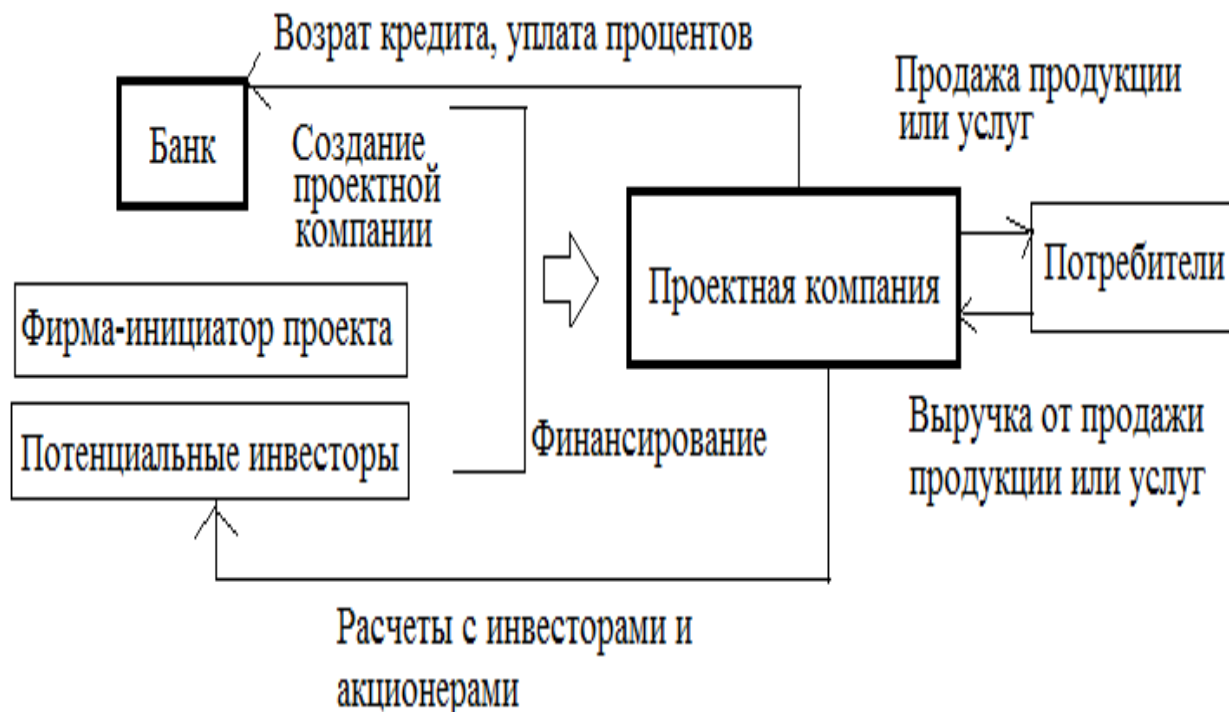 Возрат кредита, уплата процентов
Банк
Создание
проектной
компании
Фирма-инициатор проекта
Потенциальные инвесторы
Финансирование
Проектная компания
Продажа продукции
или услуг
Потребители
Выручка от продажи
продукции или услуг
Расчеты с инвесторами и
акционерами